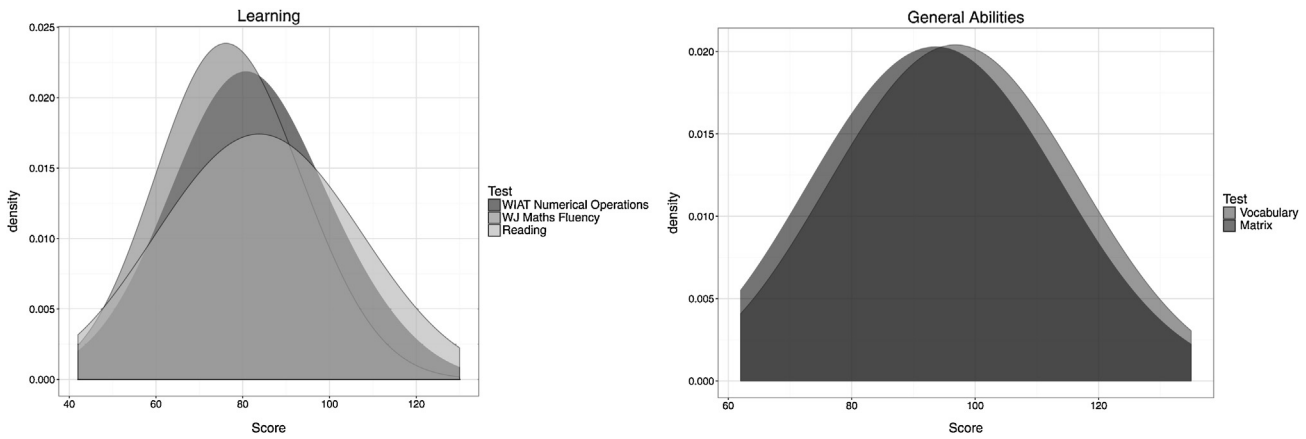 Learning
0.025
0.020
0.015
0.010
0.005
0.000
density
40
60
80
100
120
Score
Test
WIAT Numerical Operations
WJ Maths Fluency
Reading
General Abilities
0.020
0.015
0.010
0.005
0.000
density
60
80
100
120
Score
Test
Vocabulary
Matrix